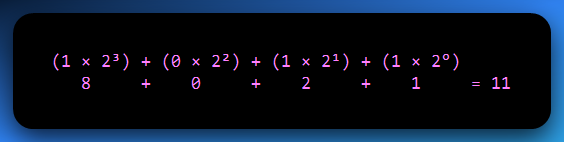 (1 × 2³) + (0 × 2²) + (1 × 2¹) + (1 × 2⁰)
8 + 0 + 2 + 1 = 11